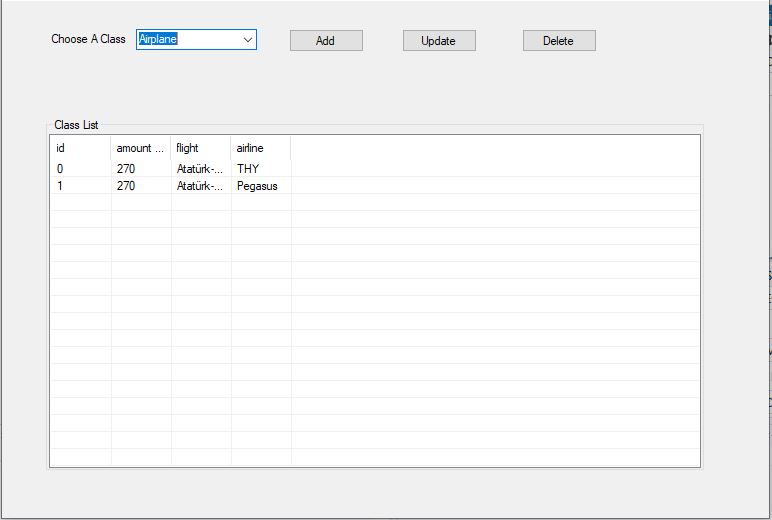 Choose A Class Airplane Add Update Delete
Class List
id amount ... flight airline
0 270 Atatürk-... THY
1 270 Atatürk-... Pegasus